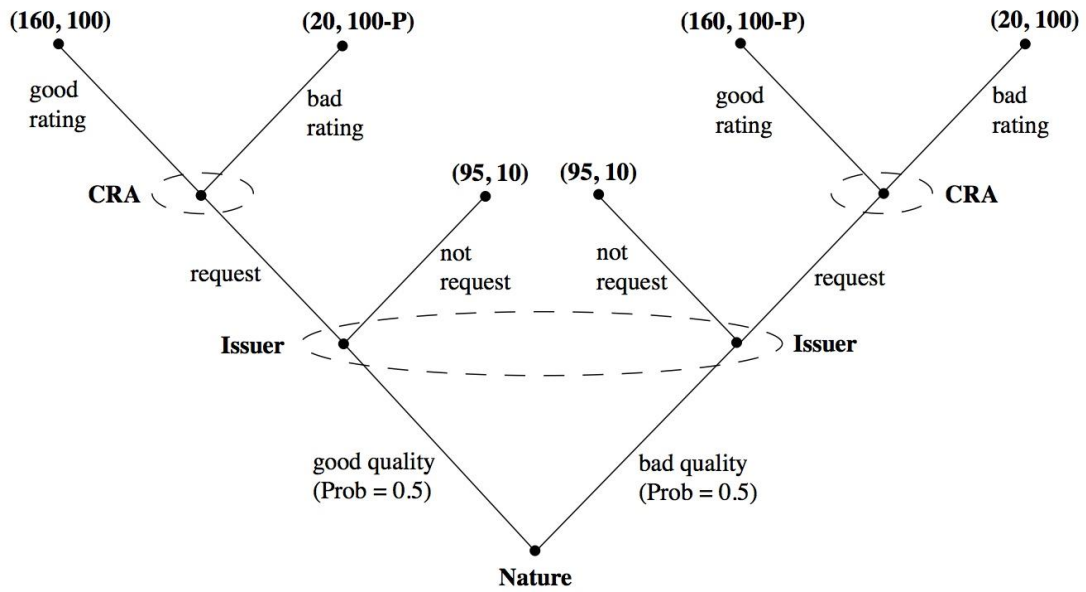 (160, 100)
(20, 100-P)
(160, 100-P)
(20, 100)
good
rating
bad
rating
good
rating
bad
rating
CRA
(95, 10)
(95, 10)
CRA
request
not
request
not
request
request
Issuer
Issuer
good quality
(Prob = 0.5)
bad quality
(Prob = 0.5)
Nature